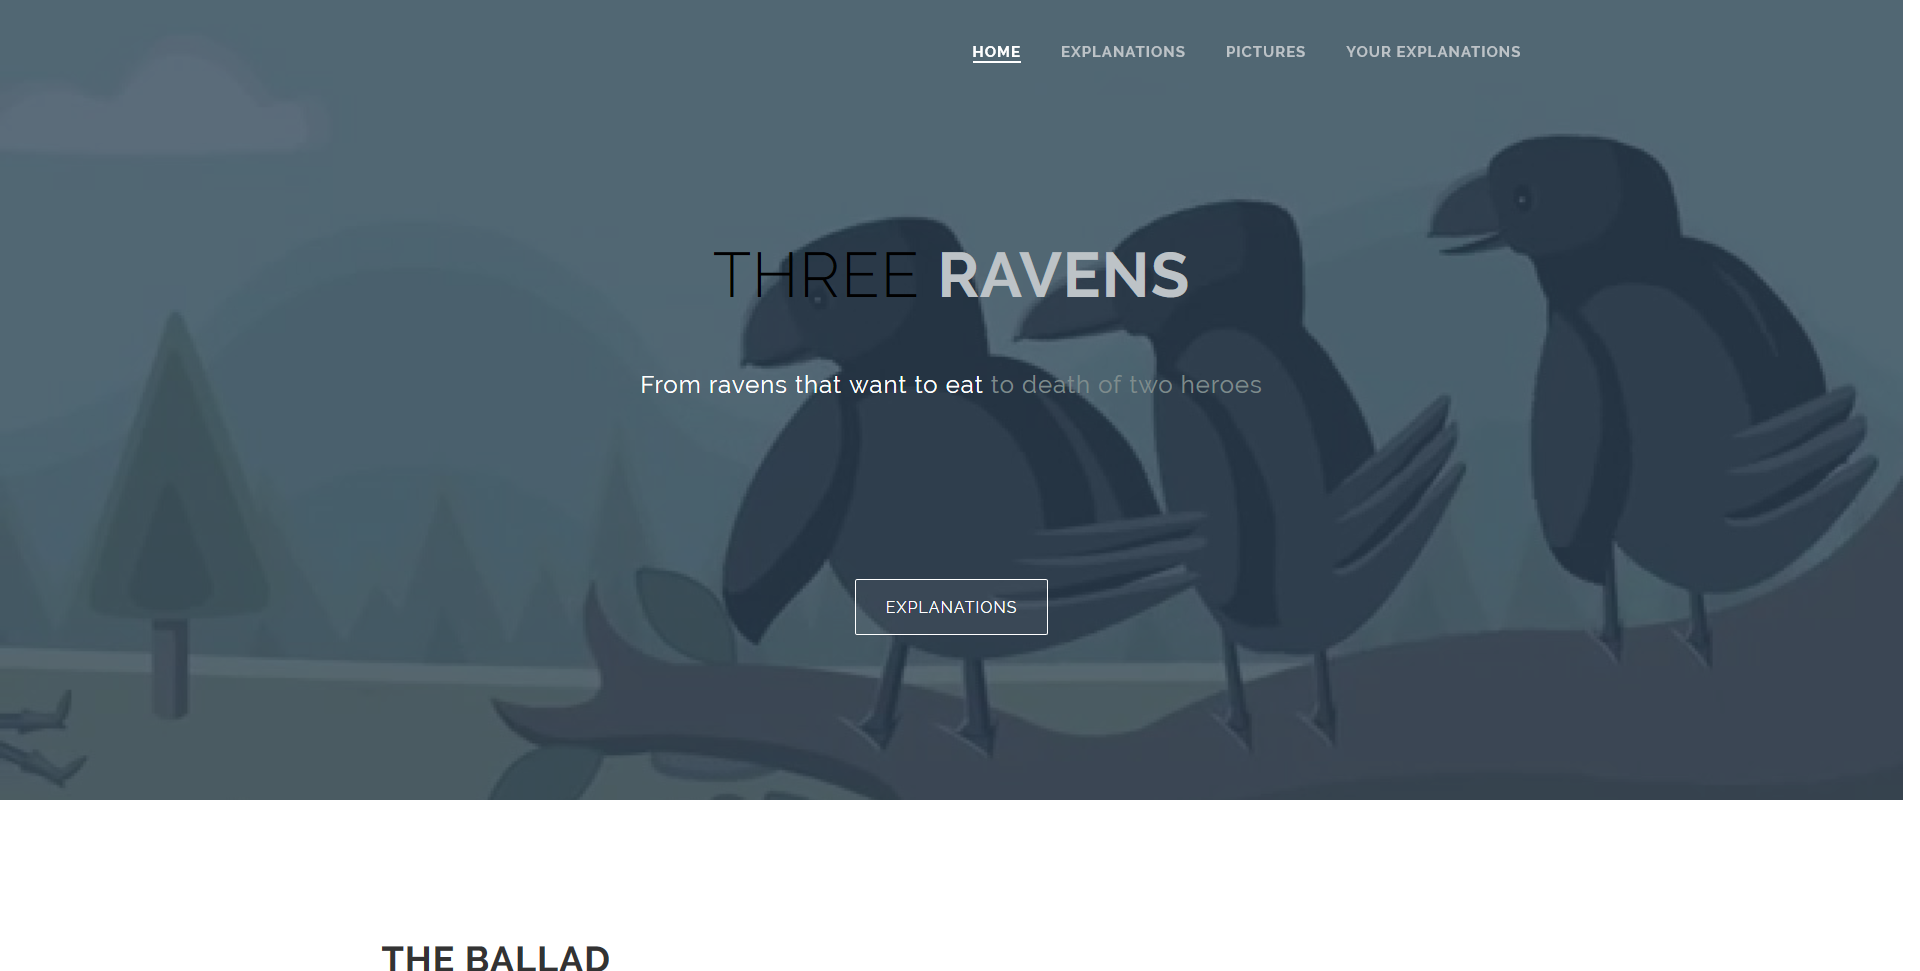 HOME EXPLANATIONS PICTURES YOUR EXPLANATIONS
THREE RAVENS
From ravens that want to eat to death of two heroes
EXPLANATIONS
THE BALLAD